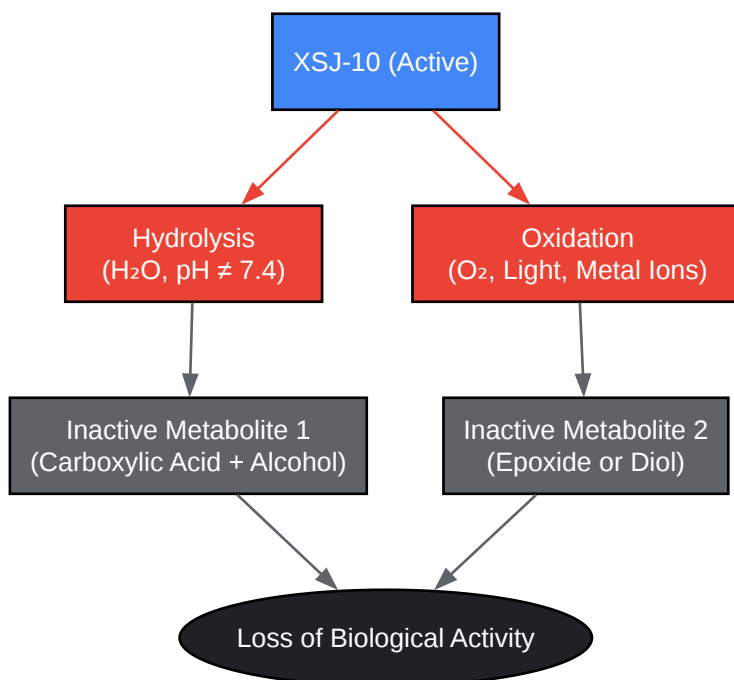 XSJ-10 (Active)
Hydrolysis
(H₂O, pH ≠ 7.4)
Oxidation
(O₂, Light, Metal Ions)
Inactive Metabolite 1
(Carboxylic Acid + Alcohol)
Inactive Metabolite 2
(Epoxide or Diol)
Loss of Biological Activity